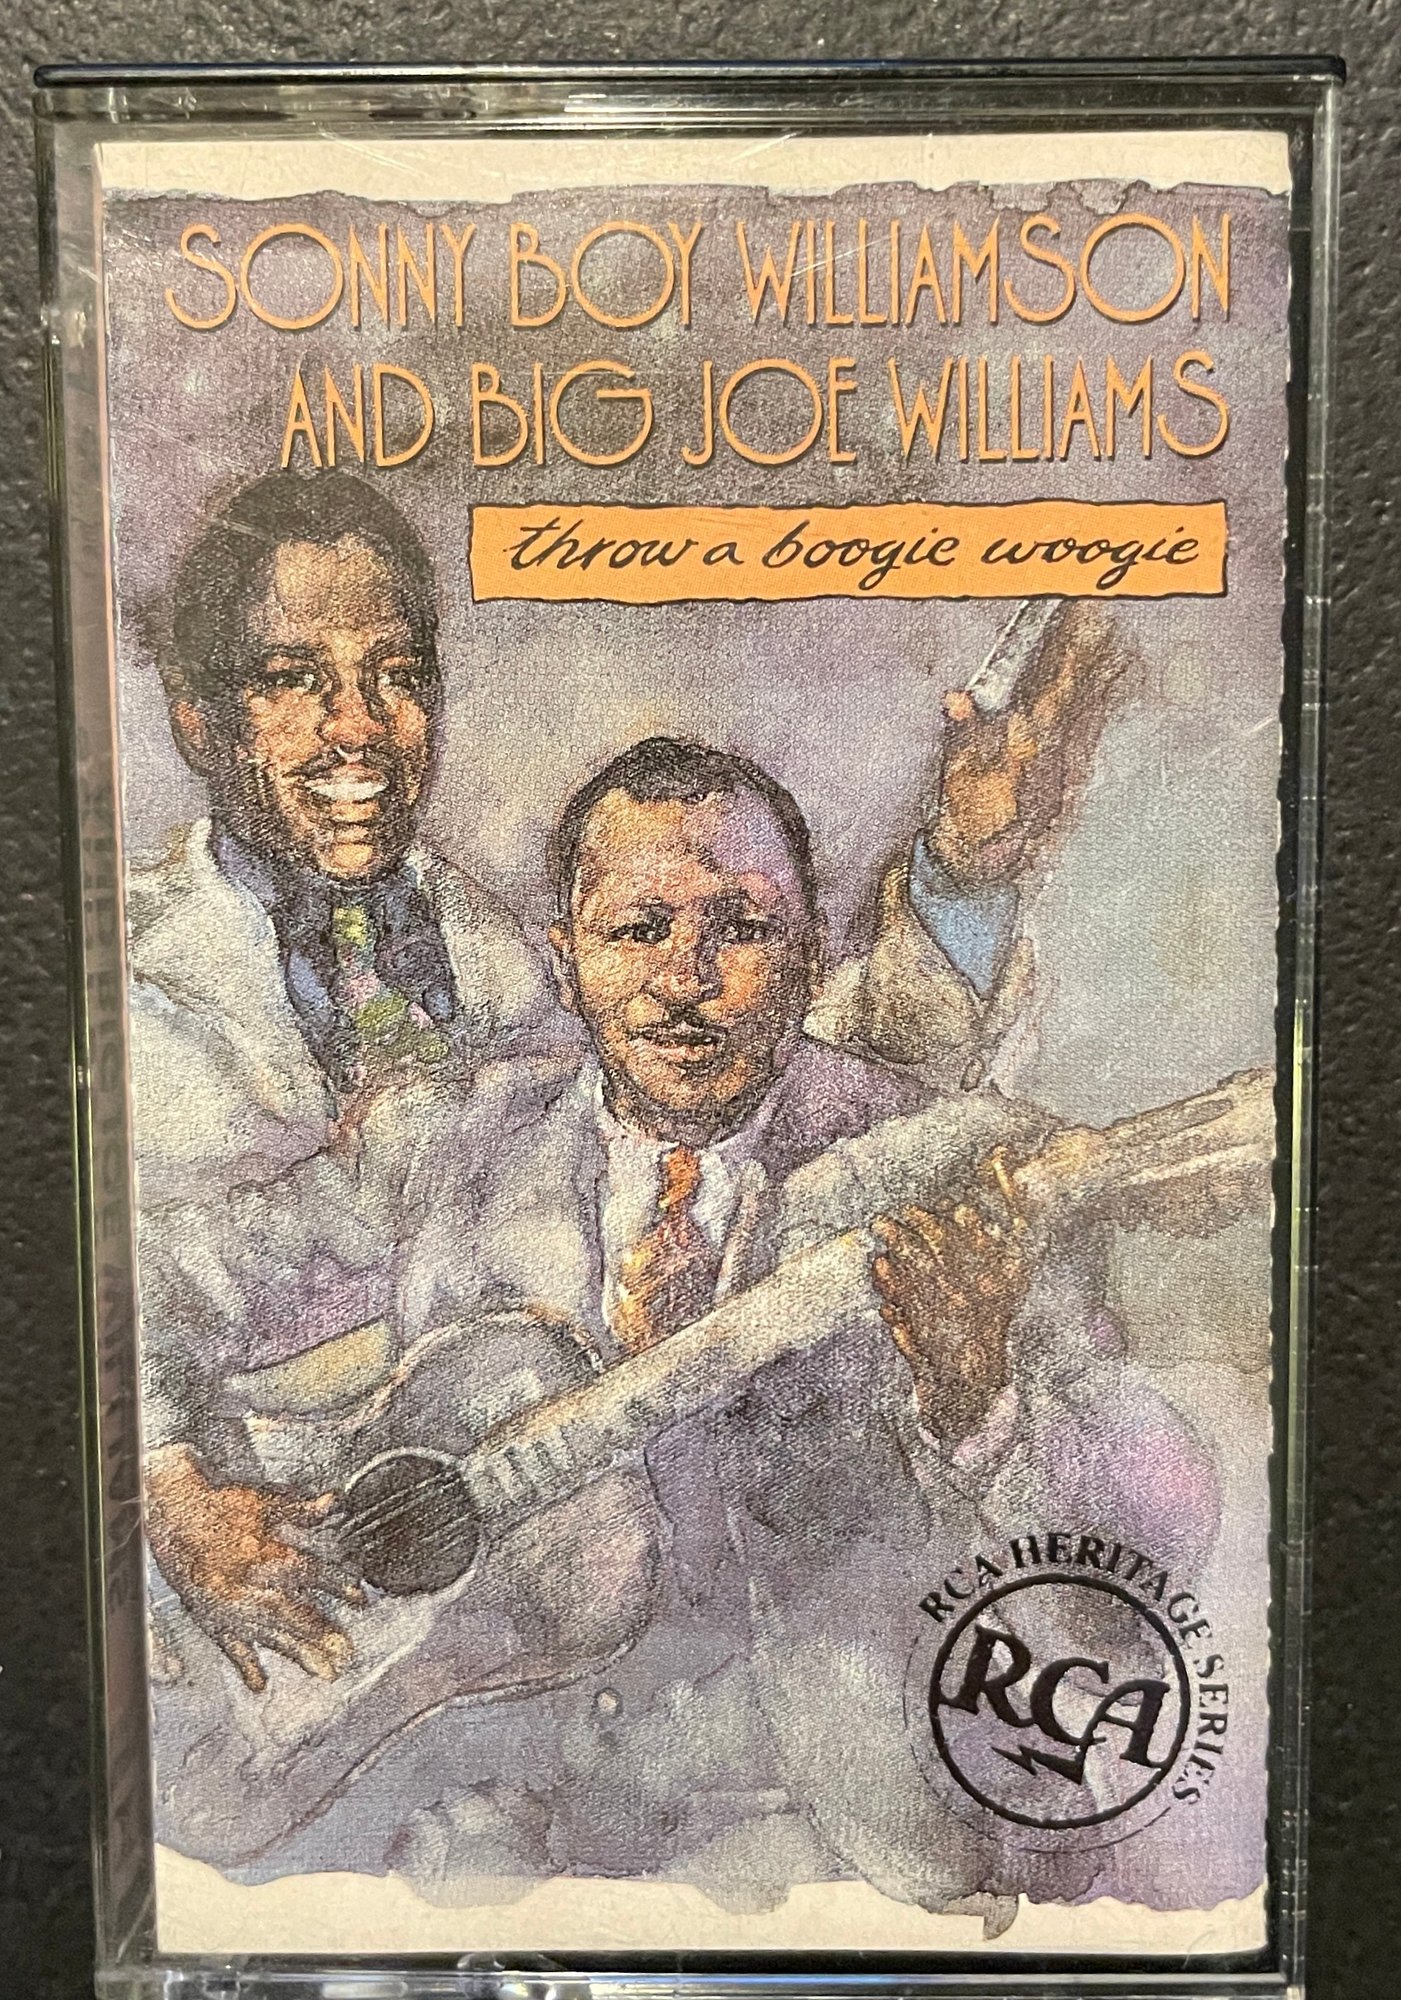 SONNY BOY WILLIAMSON
AND BIG JOE WILLIAMS
throw a boogie woogie
RCA HERITAGE SERIES
RCA